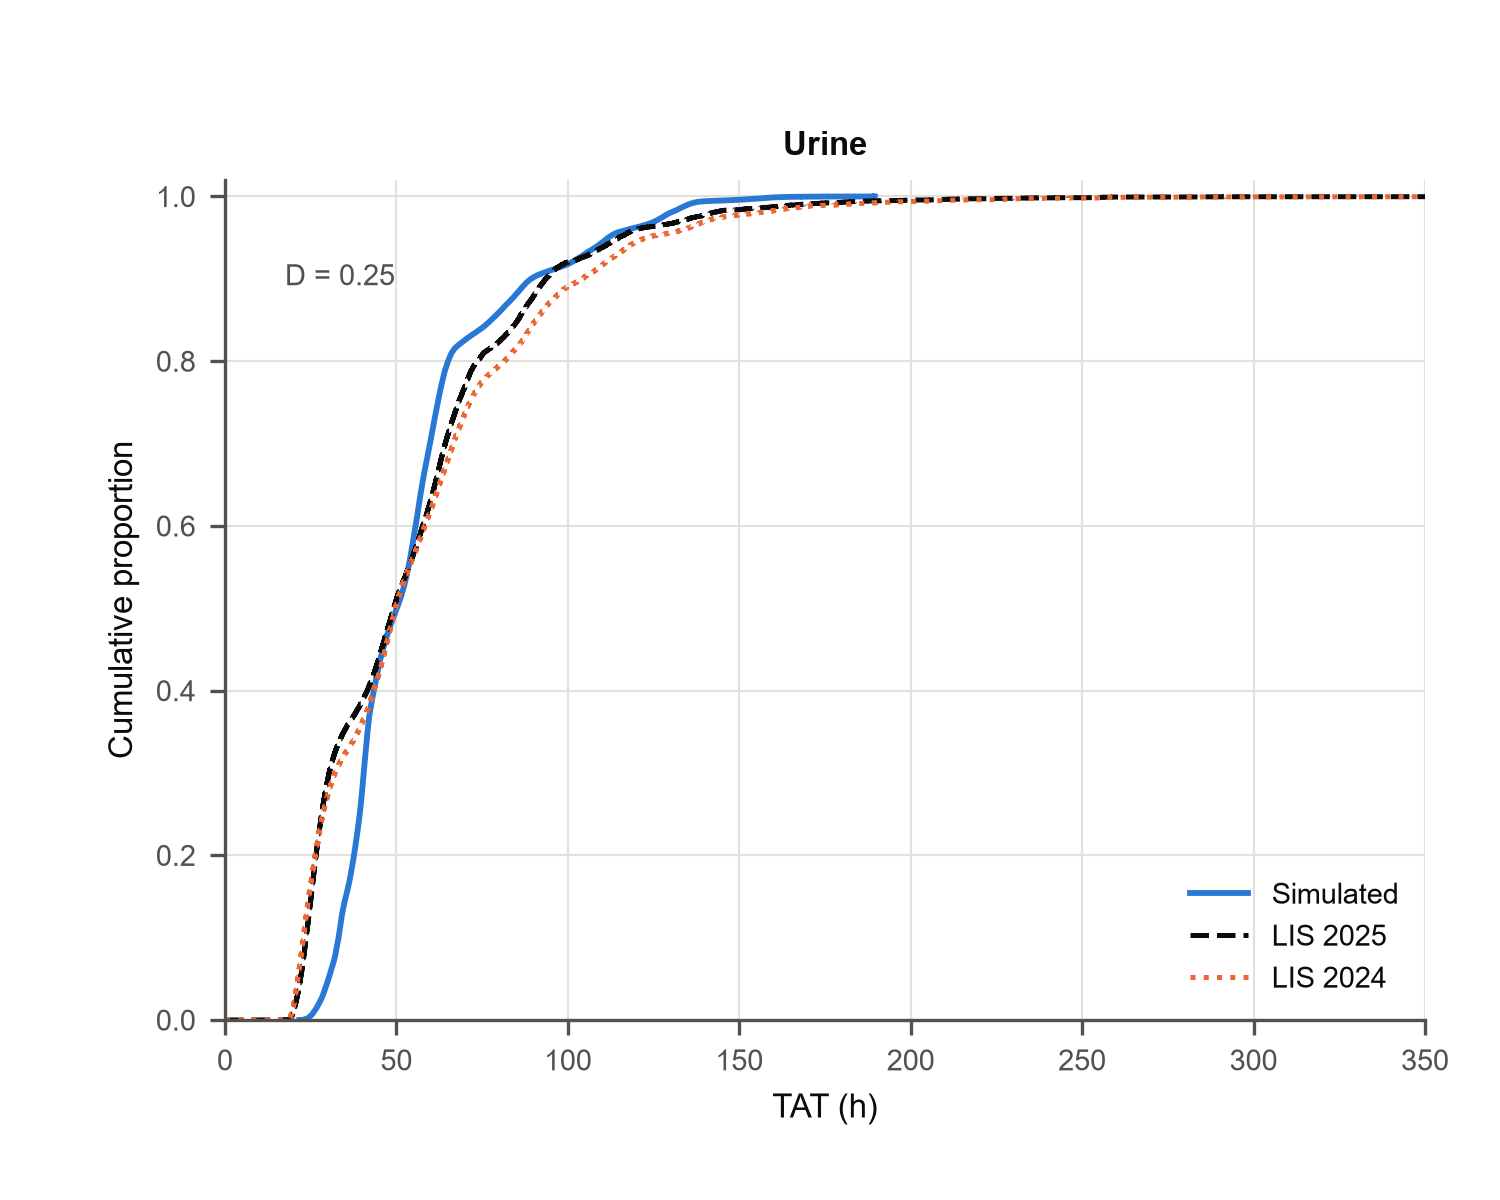 Urine
D = 0.25
Cumulative proportion
1.0
0.8
0.6
0.4
0.2
0.0
0 50 100 150 200 250 300 350
TAT (h)
Simulated
LIS 2025
LIS 2024